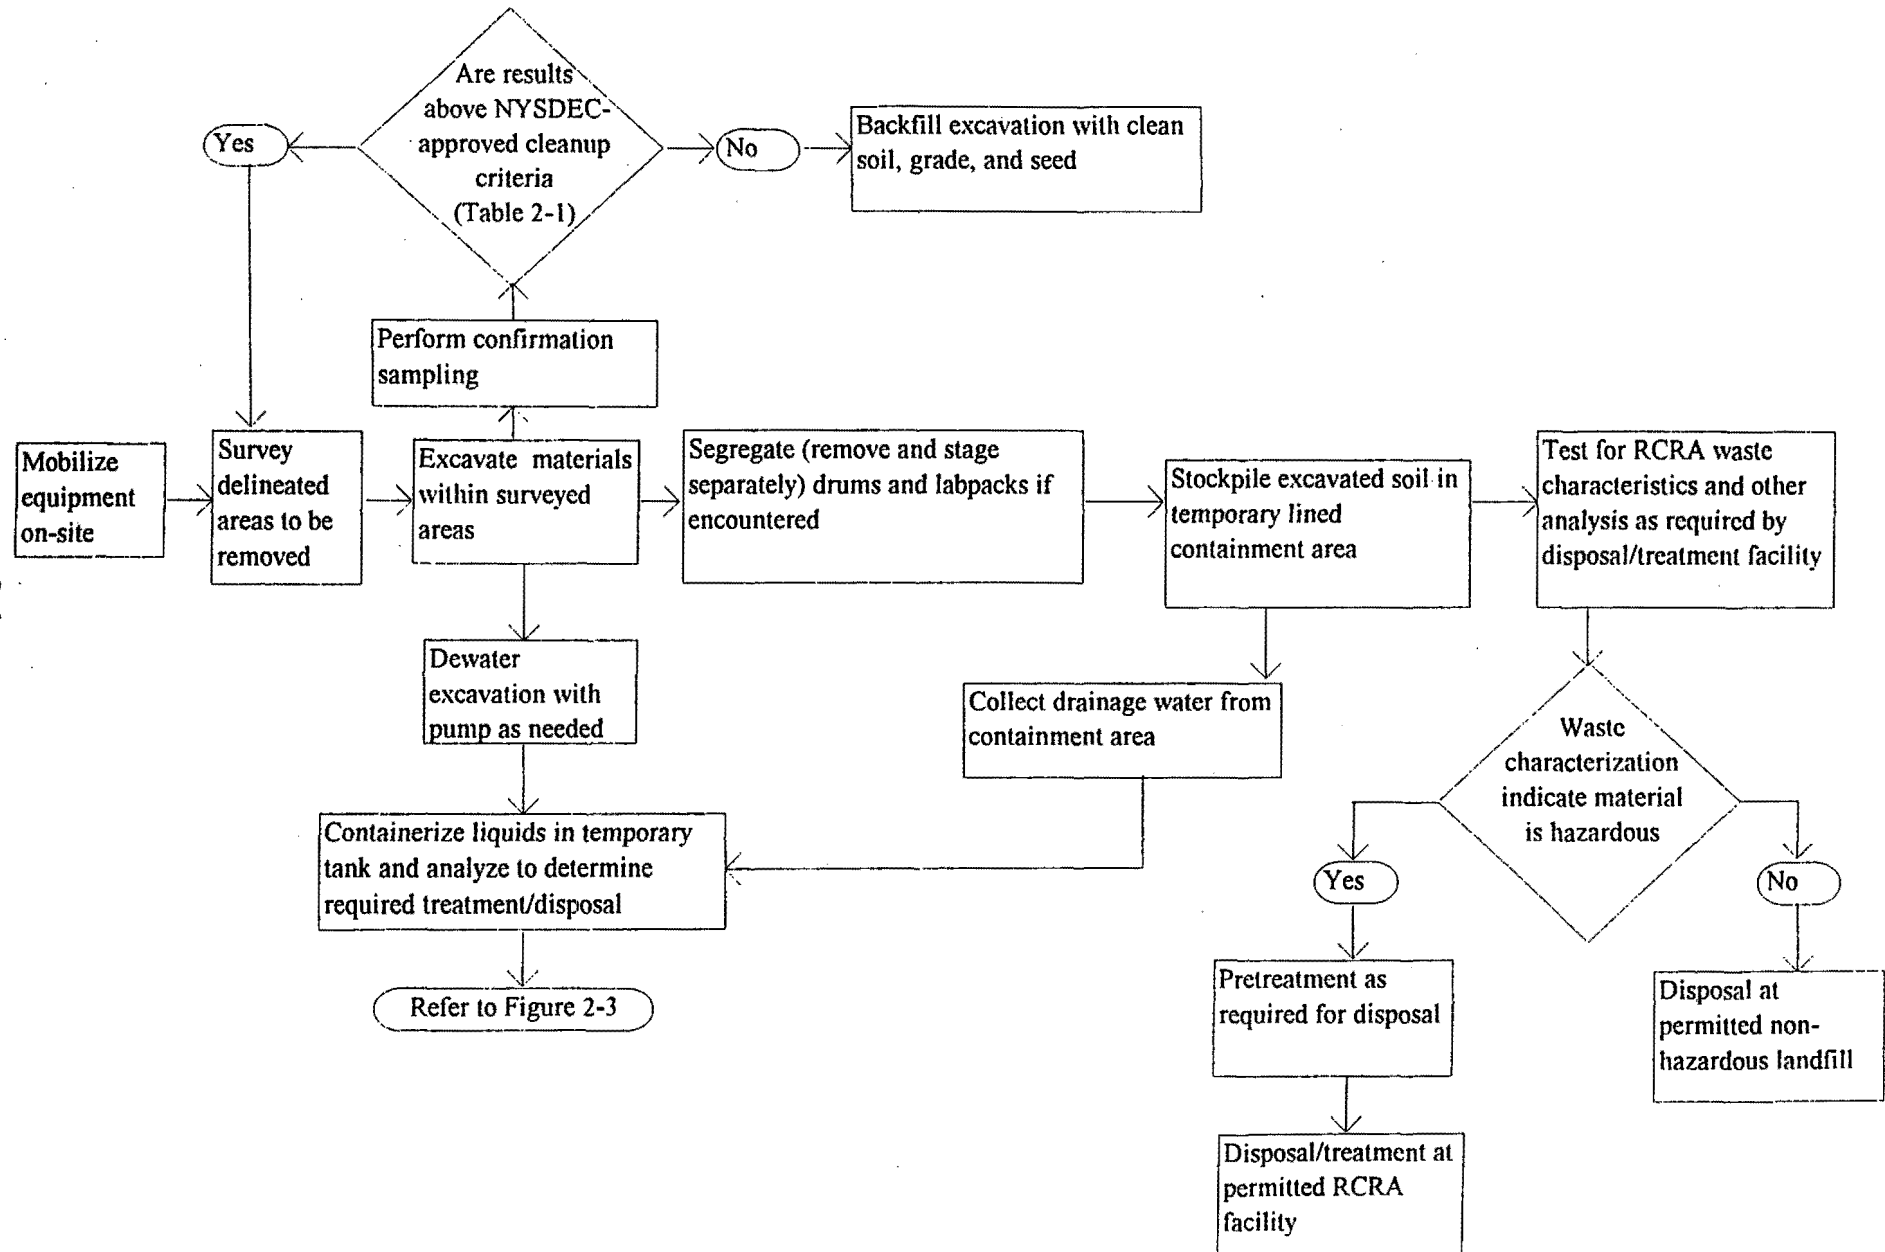 Are results
above NYSDEC-
approved cleanup
criteria
(Table 2-1)
Yes
No
Backfill excavation with clean
soil, grade, and seed
Perform confirmation
sampling
Mobilize
equipment
on-site
Survey
delineated
areas to be
removed
Excavate materials
within surveyed
areas
Segregate (remove and stage
separately) drums and labpacks if
encountered
Stockpile excavated soil in
temporary lined
containment area
Test for RCRA waste
characteristics and other
analysis as required by
disposal/treatment facility
Dewater
excavation with
pump as needed
Collect drainage water from
containment area
Waste
characterization
indicate material
is hazardous
Containerize liquids in temporary
tank and analyze to determine
required treatment/disposal
Yes
No
Refer to Figure 2-3
Pretreatment as
required for disposal
Disposal at
permitted non-
hazardous landfill
Disposal/treatment at
permitted RCRA
facility